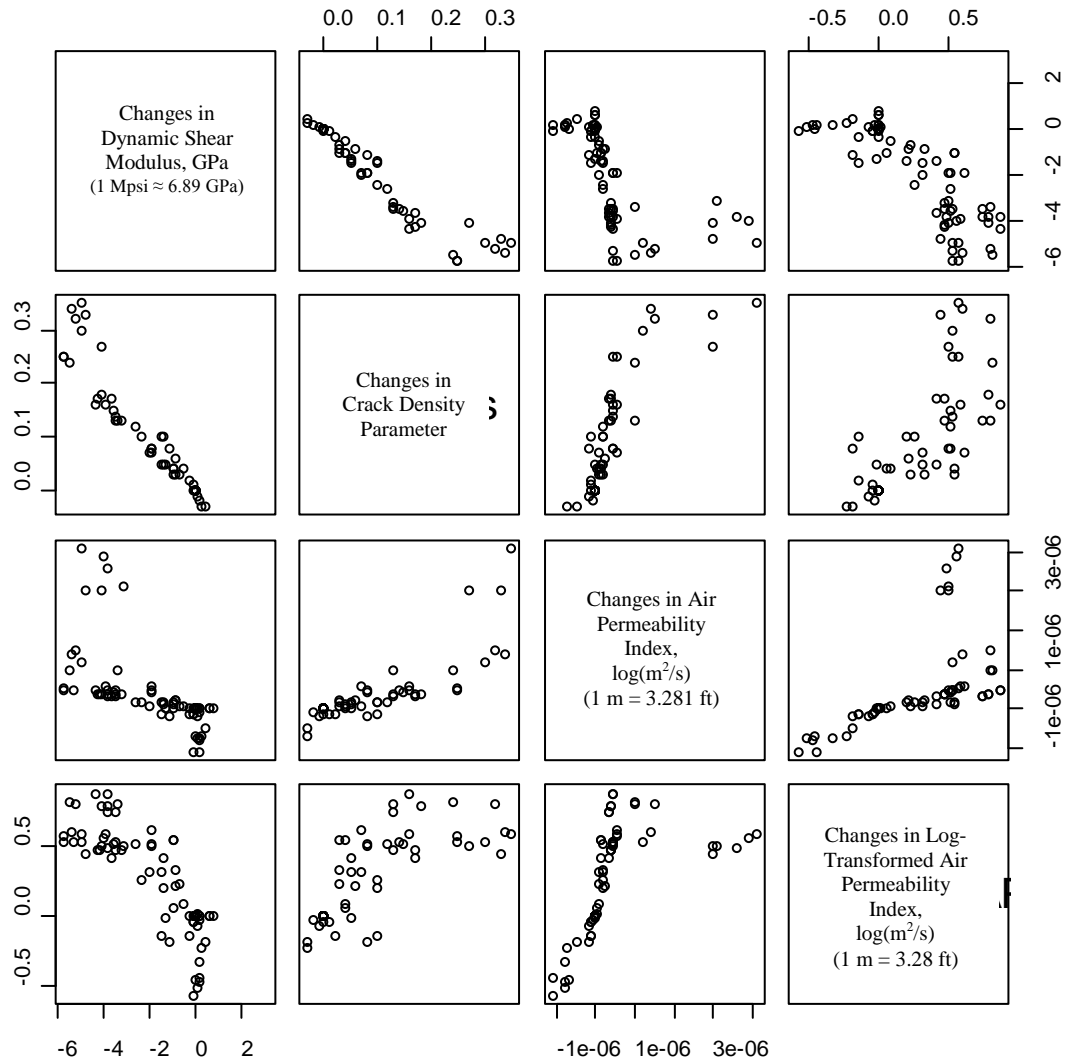 0.0 0.1 0.2 0.3
-0.5 0.0 0.5
Changes in
Dynamic Shear
Modulus, GPa
(1 Mpsi ≈ 6.89 GPa)
2
0
-2
-4
-6
0.3
0.2
0.1
0.0
Changes in
Crack Density
Parameter
Changes in Air
Permeability
Index,
log(m²/s)
(1 m = 3.281 ft)
3e-06
1e-06
-1e-06
0.5
0.0
-0.5
Changes in Log-
Transformed Air
Permeability
Index,
log(m²/s)
(1 m = 3.28 ft)
-6 -4 -2 0 2
-1e-06 1e-06 3e-06